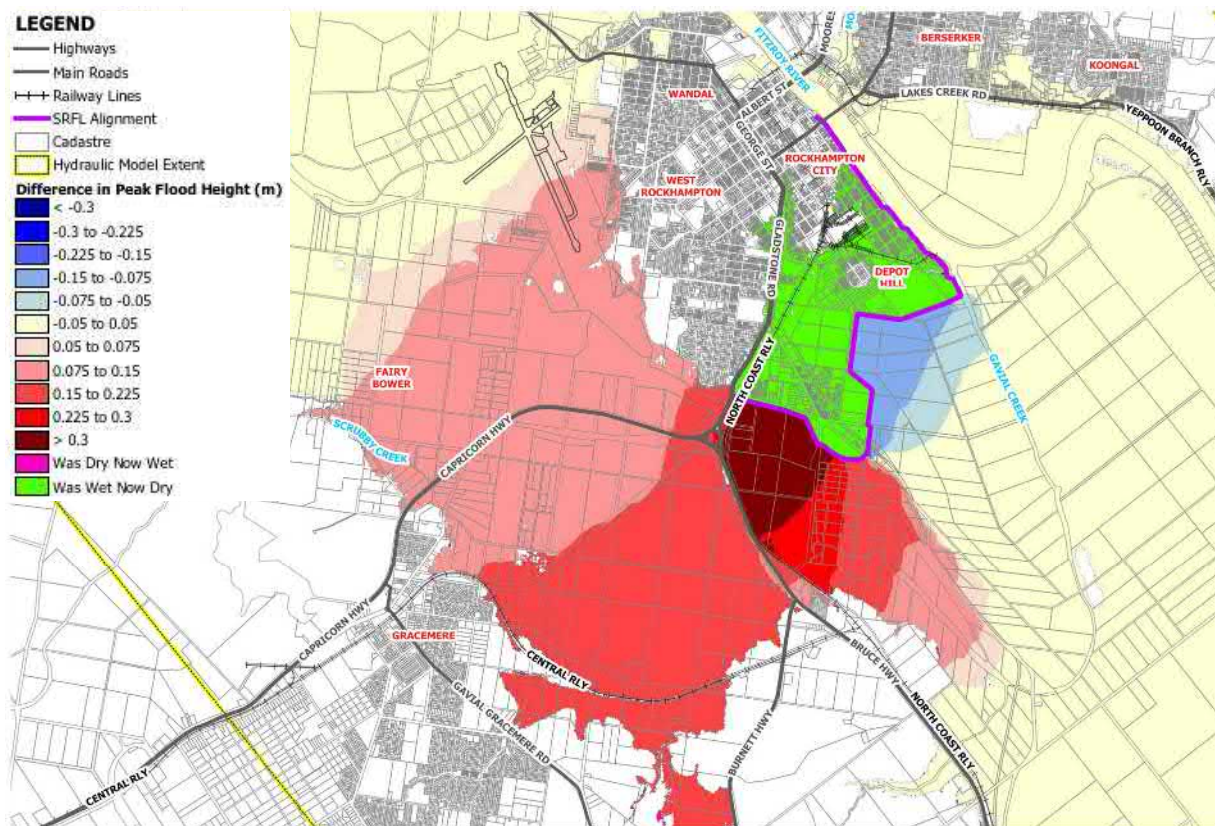 LEGEND
Highways
Main Roads
Railway Lines
SRFL Alignment
Cadastre
Hydraulic Model Extent
Difference in Peak Flood Height (m)
< -0.3
-0.3 to -0.225
-0.225 to -0.15
-0.15 to -0.075
-0.075 to -0.05
-0.05 to 0.05
0.05 to 0.075
0.075 to 0.15
0.15 to 0.225
0.225 to 0.3
> 0.3
Was Dry Now Wet
Was Wet Now Dry
FITZROY RIVER
BERSERKER
KOONGAL
WANDAL
ALBERT ST
LAKES CREEK RD
YEPPOON BRANCH RLY
GEORGE ST
ROCKHAMPTON
CITY
WEST
ROCKHAMPTON
GLADSTONE RD
DEPOT
HILL
NORTH COAST RLY
GAVIAL CREEK
FAIRY
BOWER
SCRUBBY CREEK
CAPRICORN HWY
CAPRICORN HWY
GRACEMERE
CENTRAL RLY
BRUCE HWY
GAVIAL GRACEMERE RD
BURNETT HWY
NORTH COAST RLY
CENTRAL RLY